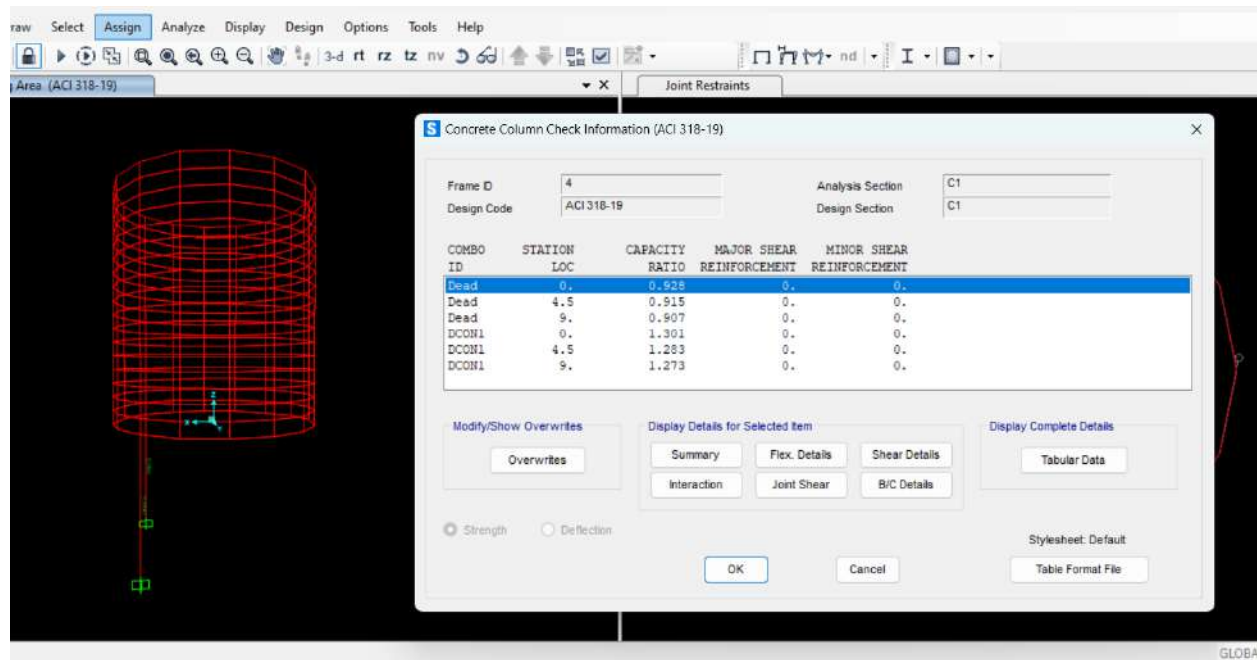 raw Select Assign Analyze Display Design Options Tools Help
3-d rt rz tz nv nd
Area (ACI 318-19) Joint Restraints
Concrete Column Check Information (ACI 318-19)
Frame ID 4 Analysis Section C1
Design Code ACI 318-19 Design Section C1
COMBO STATION CAPACITY MAJOR SHEAR MINOR SHEAR
ID LOC RATIO REINFORCEMENT REINFORCEMENT
Dead 0. 0.928 0. 0.
Dead 4.5 0.915 0. 0.
Dead 9. 0.907 0. 0.
DCON1 0. 1.301 0. 0.
DCON1 4.5 1.283 0. 0.
DCON1 9. 1.273 0. 0.
Modify/Show Overwrites Display Details for Selected Item Display Complete Details
Overwrites Summary Flex. Details Shear Details Tabular Data
Interaction Joint Shear B/C Details
Strength Deflection
Stylesheet: Default
OK Cancel Table Format File
GLOBA